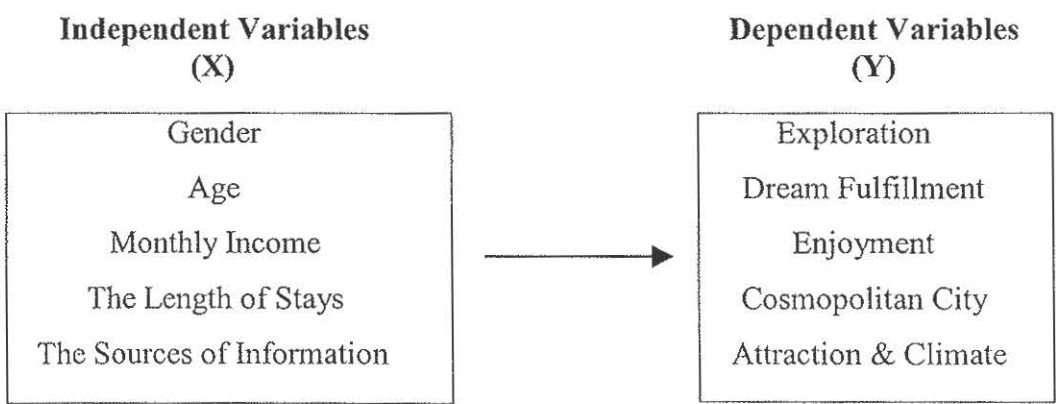 Independent Variables
(X)
Gender
Age
Monthly Income
The Length of Stays
The Sources of Information
Dependent Variables
(Y)
Exploration
Dream Fulfillment
Enjoyment
Cosmopolitan City
Attraction & Climate